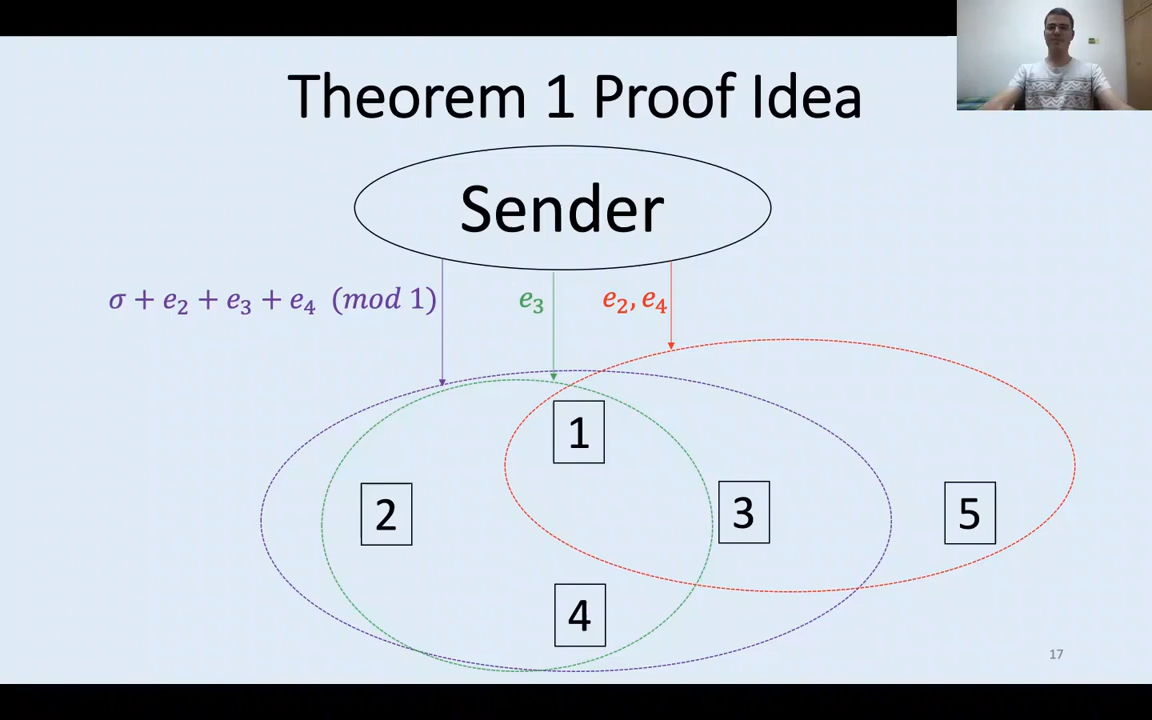 Theorem 1 Proof Idea
Sender
σ + e₂ + e₃ + e₄ (mod 1)
e₃
e₂, e₄
1
2
3
5
4
17